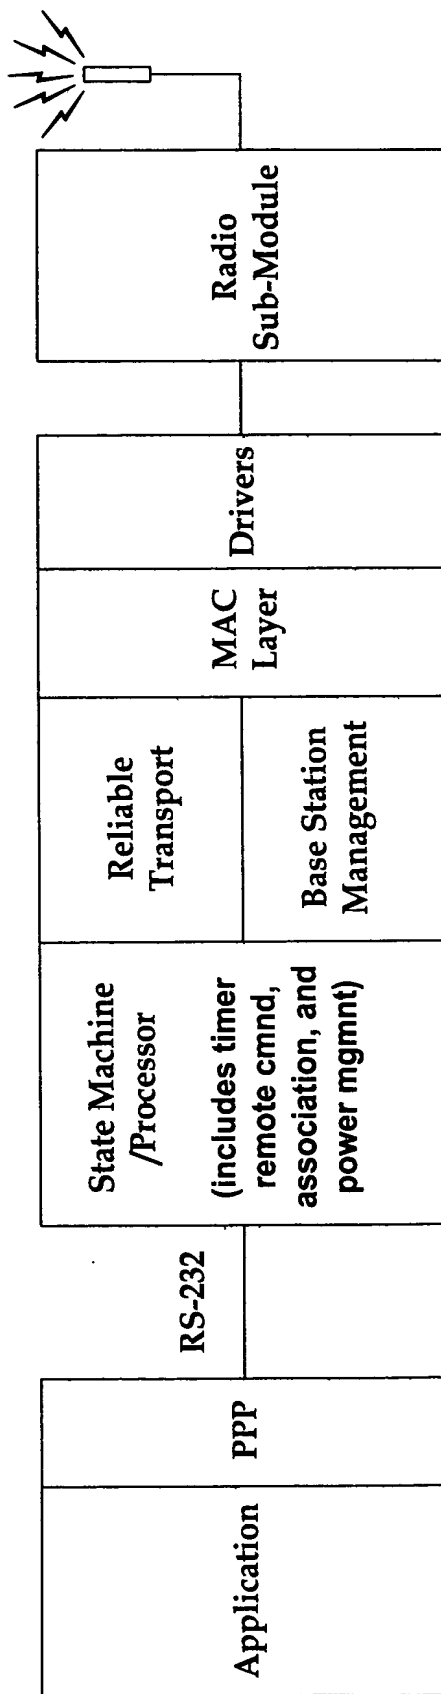 Application
PPP
RS-232
State Machine
/Processor
(includes timer
remote cmnd,
association, and
power mgmnt)
Reliable
Transport
Base Station
Management
MAC
Layer
Drivers
Radio
Sub-Module